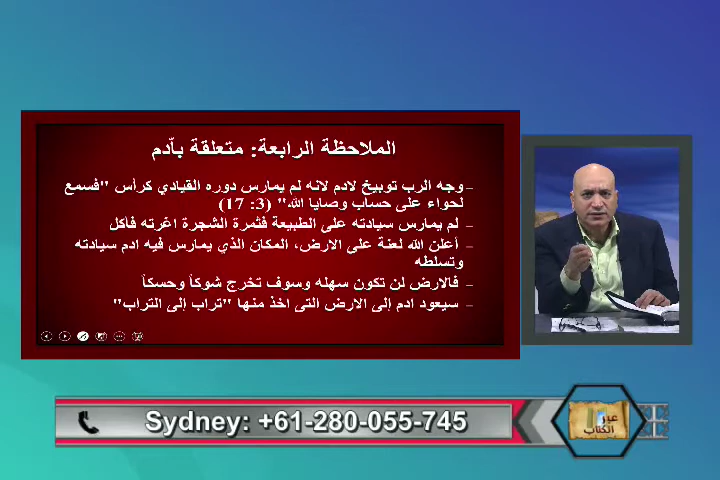 الملاحظة الرابعة: متعلقة بآدم
– وجه الرب توبيخ لادم لانه لم يمارس دوره القيادي كرأس "فسمع
لحواء على حساب وصايا الله." (3: 17)
– لم يمارس سيادته على الطبيعة فثمرة الشجرة اغرته فأكل
– أعلن الله لعنة على الارض، المكان الذي يمارس فيه ادم سيادته
وتسلطه
– فالارض لن تكون سهله وسوف تخرج شوكاً وحسكاً
– سيعود ادم إلى الارض التى اخذ منها "تراب إلى التراب"
Sydney: +61-280-055-745
عبر
الكتاب